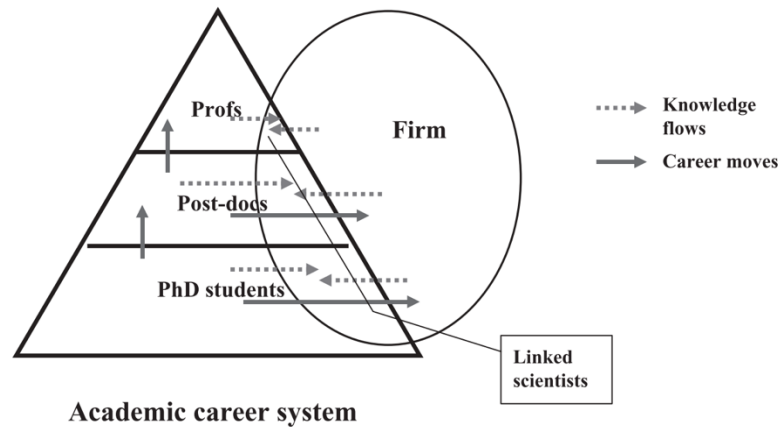 Profs
Firm
Knowledge
flows
Career moves
Post-docs
PhD students
Linked
scientists
Academic career system